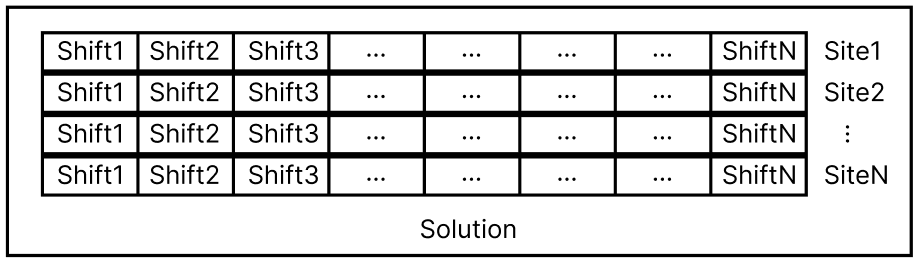 Shift1 Shift2 Shift3 ... ... ... ... ShiftN Site1
Shift1 Shift2 Shift3 ... ... ... ... ShiftN Site2
Shift1 Shift2 Shift3 ... ... ... ... ShiftN ⋮
Shift1 Shift2 Shift3 ... ... ... ... ShiftN SiteN
Solution